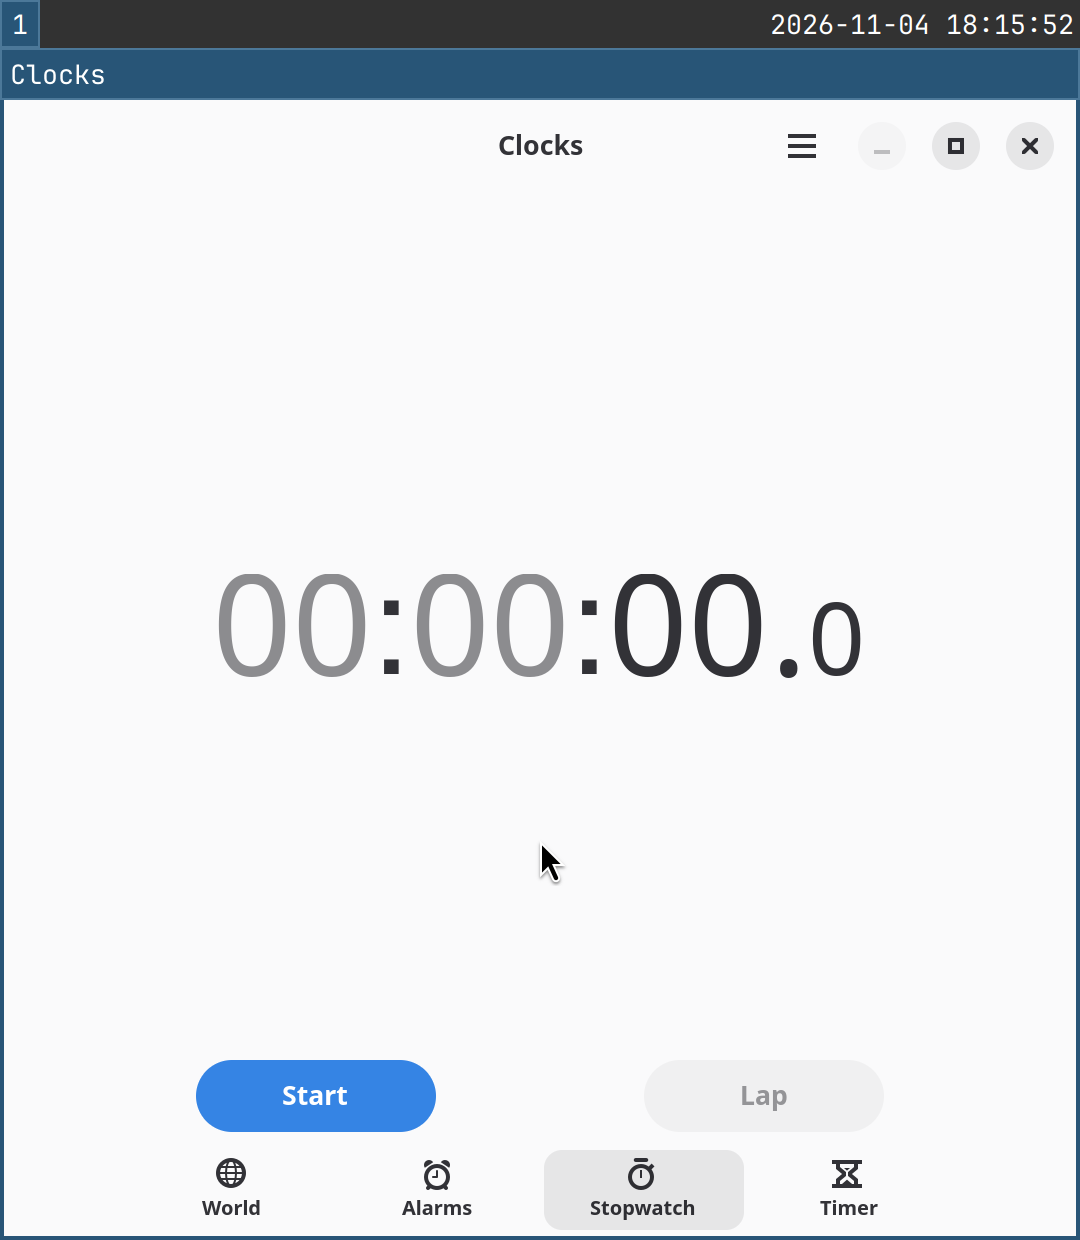 1 2026-11-04 18:15:52
Clocks
Clocks
00:00:00.0
Start Lap
World Alarms Stopwatch Timer